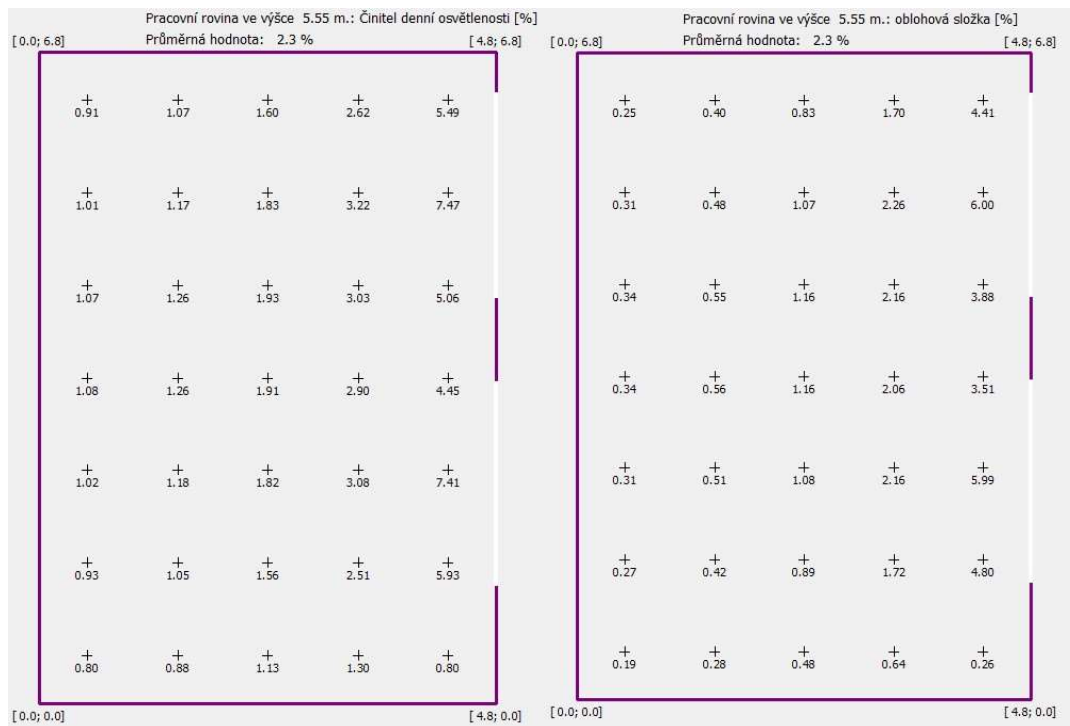 Pracovní rovina ve výšce 5.55 m.: Činitel denní osvětlenosti [%]
[ 0.0; 6.8] Průměrná hodnota: 2.3 % [ 4.8; 6.8]
0.91 1.07 1.60 2.62 5.49
1.01 1.17 1.83 3.22 7.47
1.07 1.26 1.93 3.03 5.06
1.08 1.26 1.91 2.90 4.45
1.02 1.18 1.82 3.08 7.41
0.93 1.05 1.56 2.51 5.93
0.80 0.88 1.13 1.30 0.80
[ 0.0; 0.0] [ 4.8; 0.0]
Pracovní rovina ve výšce 5.55 m.: oblohová složka [%]
[ 0.0; 6.8] Průměrná hodnota: 2.3 % [ 4.8; 6.8]
0.25 0.40 0.83 1.70 4.41
0.31 0.48 1.07 2.26 6.00
0.34 0.55 1.16 2.16 3.88
0.34 0.56 1.16 2.06 3.51
0.31 0.51 1.08 2.16 5.99
0.27 0.42 0.89 1.72 4.80
0.19 0.28 0.48 0.64 0.26
[ 0.0; 0.0] [ 4.8; 0.0]